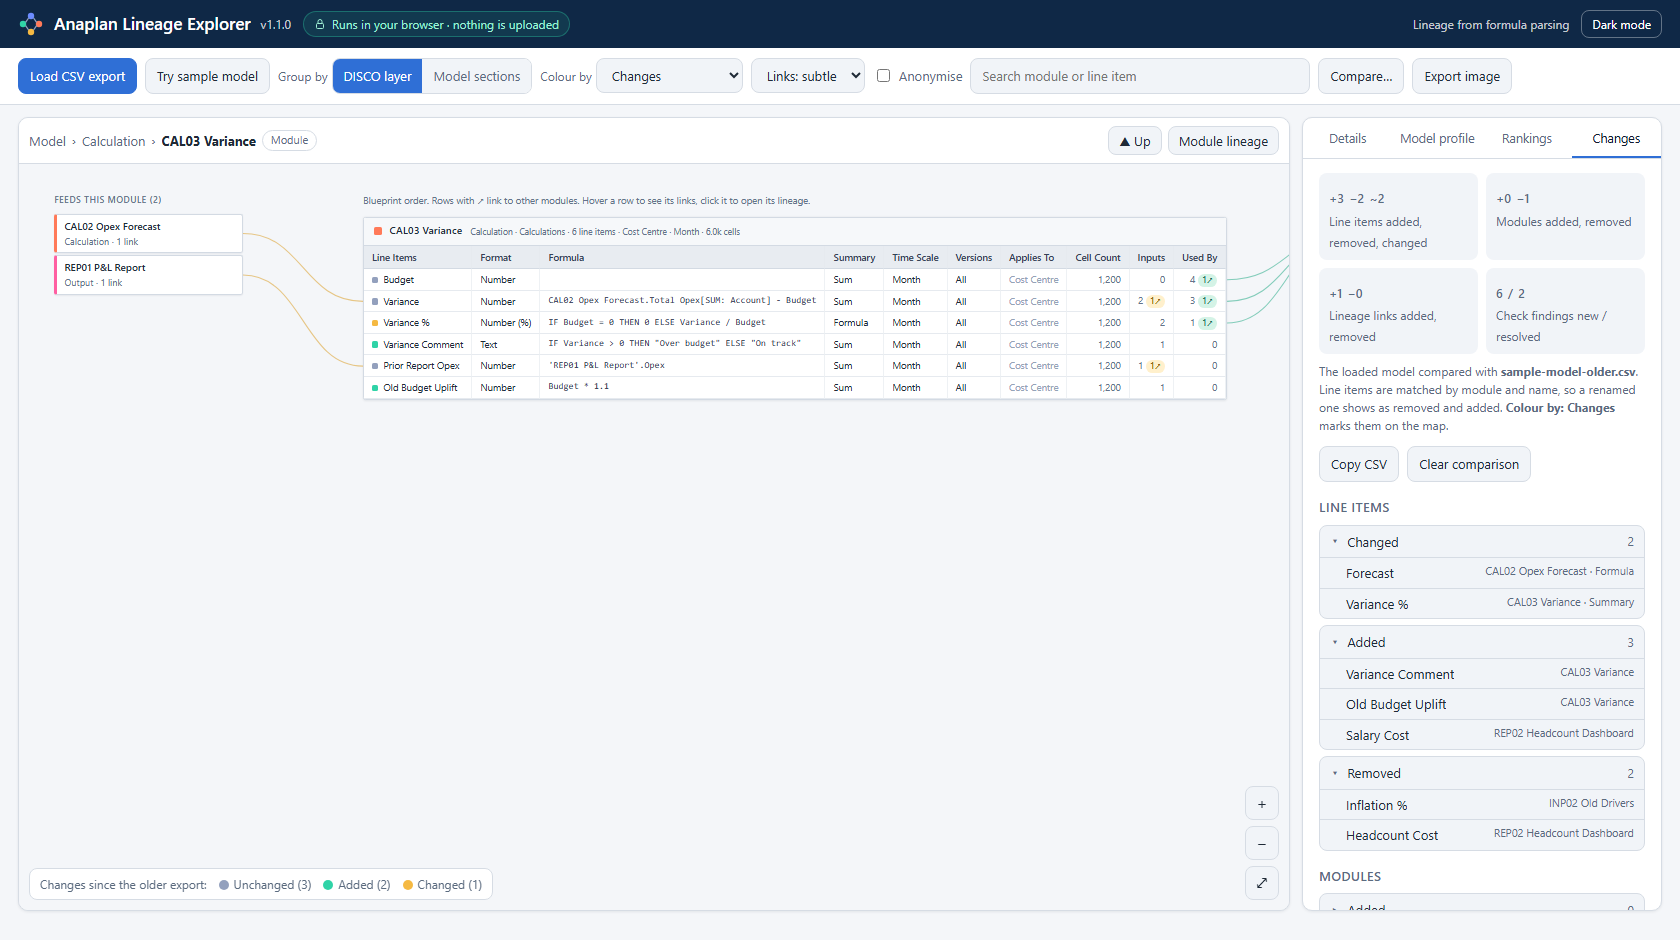 Anaplan Lineage Explorer v1.1.0 Runs in your browser · nothing is uploaded Lineage from formula parsing Dark mode
Load CSV export Try sample model Group by DISCO layer Model sections Colour by Changes Links: subtle Anonymise Search module or line item Compare... Export image
Model › Calculation › CAL03 Variance Module ▲ Up Module lineage
FEEDS THIS MODULE (2)
CAL02 Opex Forecast
Calculation · 1 link
REP01 P&L Report
Output · 1 link
Blueprint order. Rows with ↗ link to other modules. Hover a row to see its links, click it to open its lineage.
CAL03 Variance Calculation · Calculations · 6 line items · Cost Centre · Month · 6.0k cells
Line Items Format Formula Summary Time Scale Versions Applies To Cell Count Inputs Used By
Budget Number Sum Month All Cost Centre 1,200 0 4 1↗
Variance Number CAL02 Opex Forecast.Total Opex[SUM: Account] - Budget Sum Month All Cost Centre 1,200 2 1↗ 3 1↗
Variance % Number (%) IF Budget = 0 THEN 0 ELSE Variance / Budget Formula Month All Cost Centre 1,200 2 1 1↗
Variance Comment Text IF Variance > 0 THEN "Over budget" ELSE "On track" Sum Month All Cost Centre 1,200 1 0
Prior Report Opex Number 'REP01 P&L Report'.Opex Sum Month All Cost Centre 1,200 1 1↗ 0
Old Budget Uplift Number Budget * 1.1 Sum Month All Cost Centre 1,200 1 0
+
−
⤢
Changes since the older export: Unchanged (3) Added (2) Changed (1)
Details Model profile Rankings Changes
+3 −2 ~2
Line items added,
removed, changed
+0 −1
Modules added, removed
+1 −0
Lineage links added,
removed
6 / 2
Check findings new /
resolved
The loaded model compared with sample-model-older.csv.
Line items are matched by module and name, so a renamed
one shows as removed and added. Colour by: Changes
marks them on the map.
Copy CSV Clear comparison
LINE ITEMS
Changed 2
Forecast CAL02 Opex Forecast · Formula
Variance % CAL03 Variance · Summary
Added 3
Variance Comment CAL03 Variance
Old Budget Uplift CAL03 Variance
Salary Cost REP02 Headcount Dashboard
Removed 2
Inflation % INP02 Old Drivers
Headcount Cost REP02 Headcount Dashboard
MODULES
Added 0